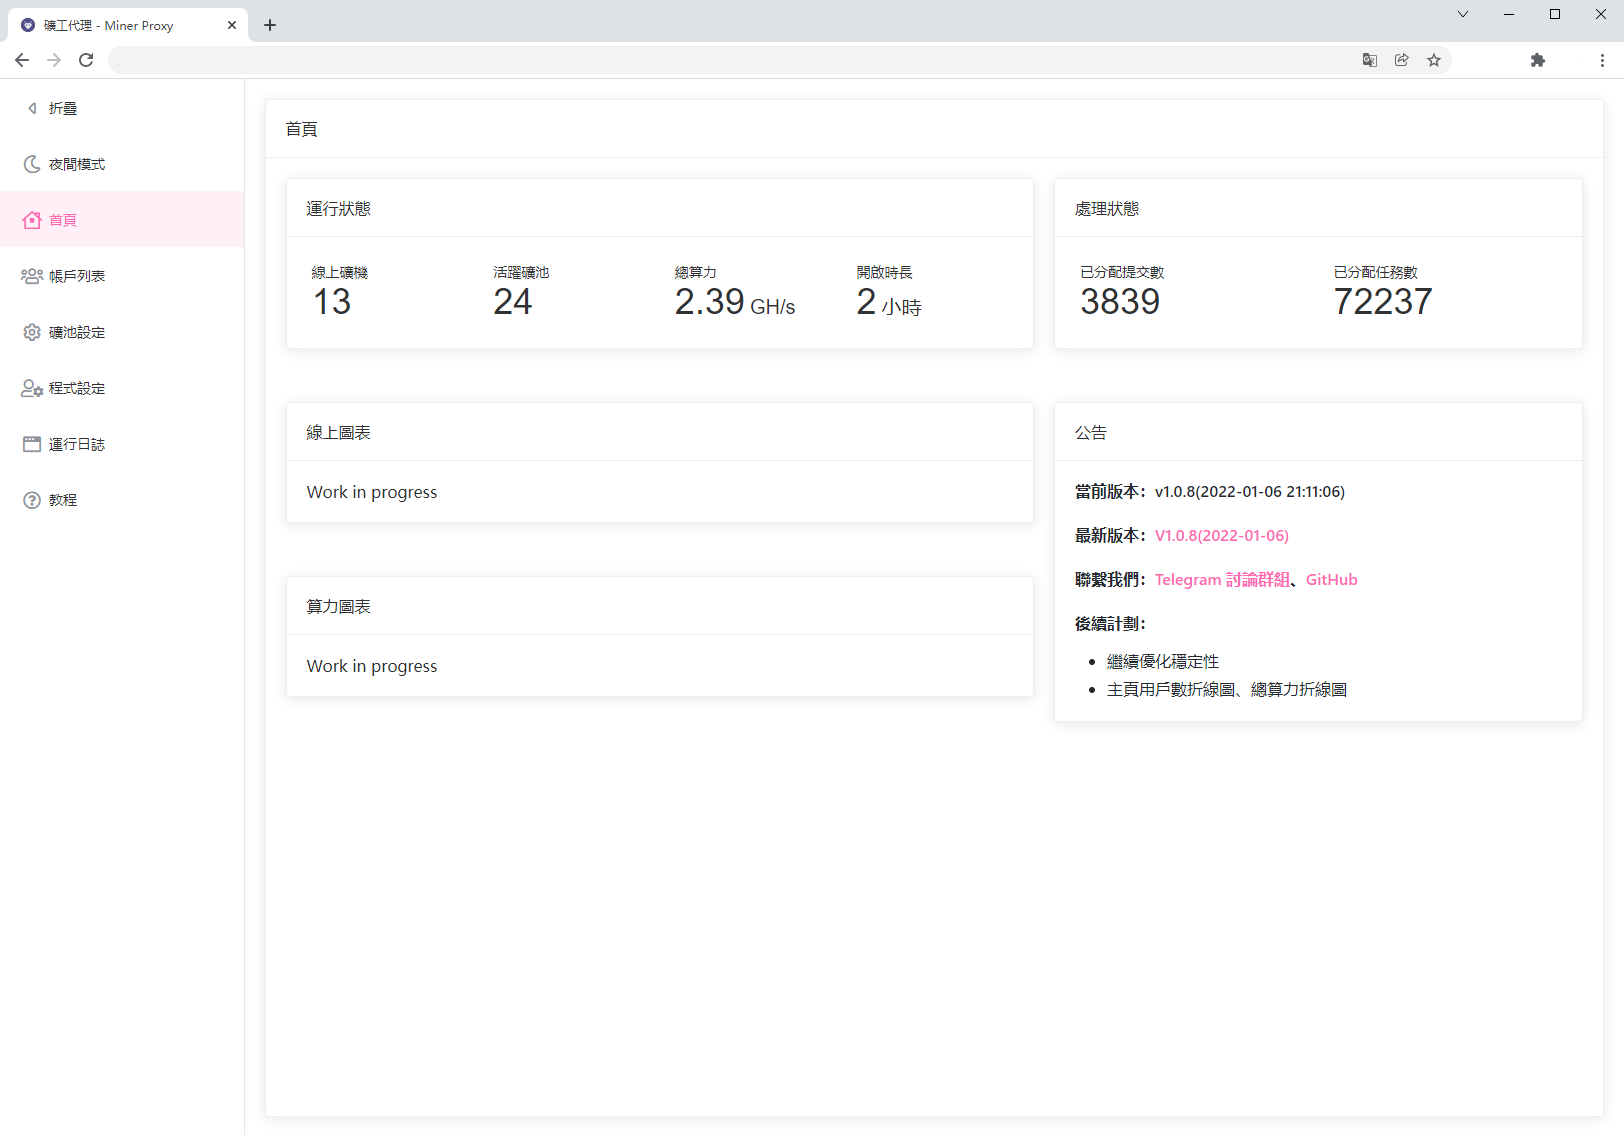 礦工代理 - Miner Proxy
折疊
夜間模式
首頁
帳戶列表
礦池設定
程式設定
運行日誌
教程
首頁
運行狀態
線上礦機
13
活躍礦池
24
總算力
2.39 GH/s
開啟時長
2 小時
處理狀態
已分配提交數
3839
已分配任務數
72237
線上圖表
Work in progress
算力圖表
Work in progress
公告
當前版本：v1.0.8(2022-01-06 21:11:06)
最新版本：V1.0.8(2022-01-06)
聯繫我們：Telegram 討論群組、GitHub
後續計劃：
繼續優化穩定性
主頁用戶數折線圖、總算力折線圖